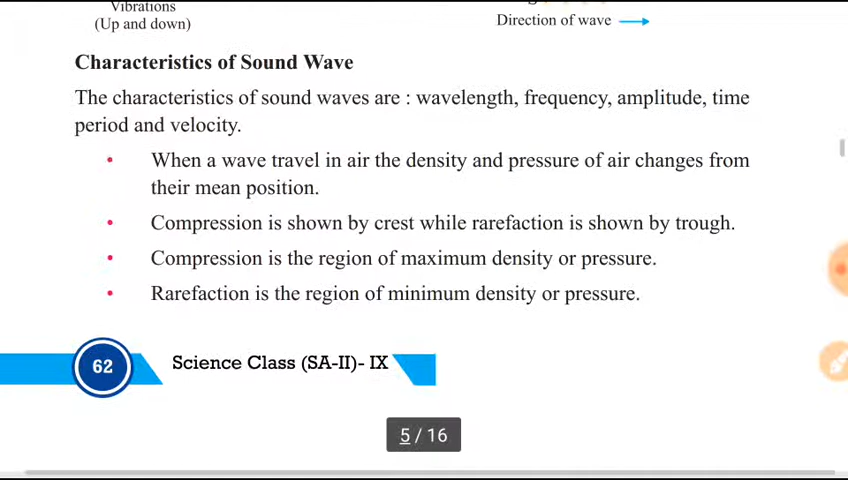 Vibrations
(Up and down)
Direction of wave
Characteristics of Sound Wave
The characteristics of sound waves are : wavelength, frequency, amplitude, time
period and velocity.
• When a wave travel in air the density and pressure of air changes from
their mean position.
• Compression is shown by crest while rarefaction is shown by trough.
• Compression is the region of maximum density or pressure.
• Rarefaction is the region of minimum density or pressure.
62
Science Class (SA-II)- IX
5 / 16